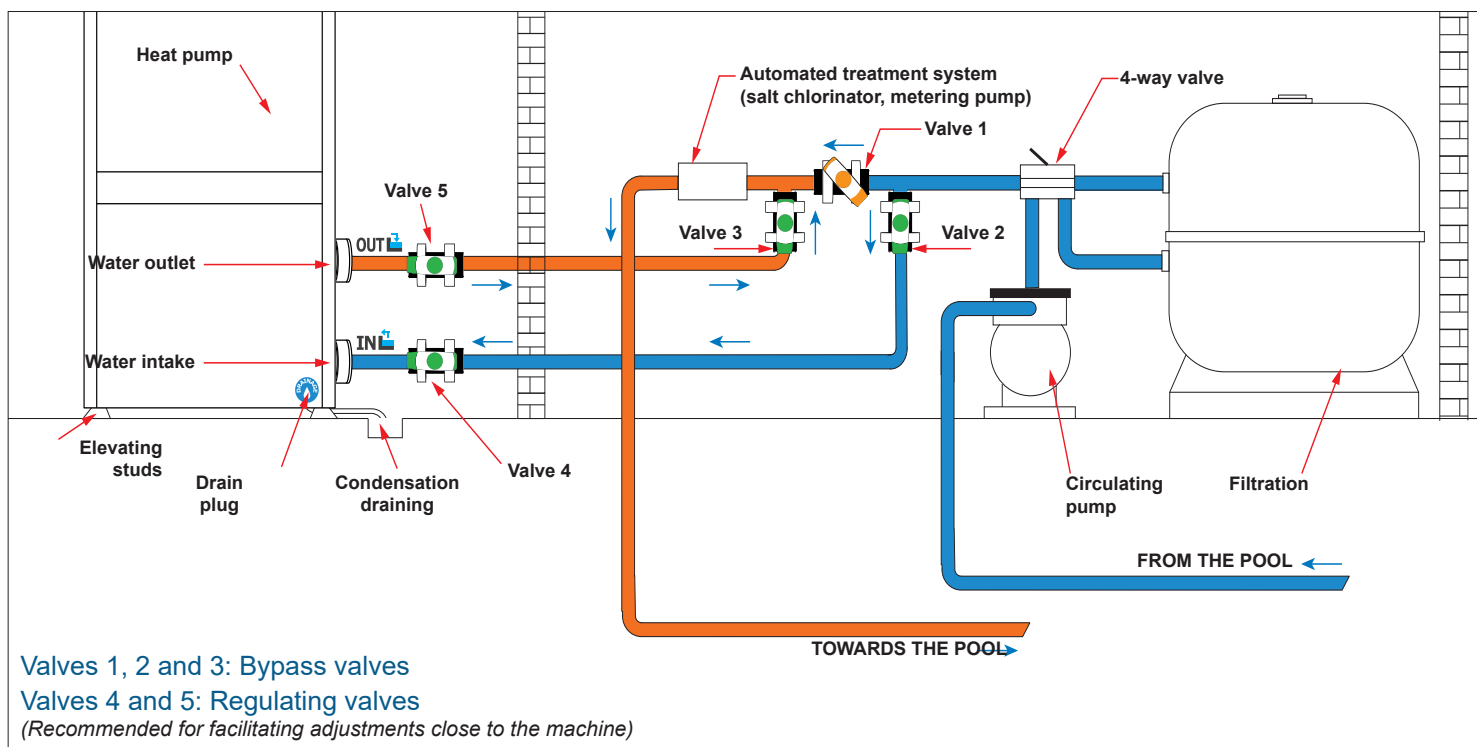 Heat pump
Automated treatment system
(salt chlorinator, metering pump)
4-way valve
Valve 1
Valve 5
Valve 3
Valve 2
OUT
Water outlet
IN
Water intake
DRAINAGE
Elevating
studs
Drain
plug
Condensation
draining
Valve 4
Circulating
pump
Filtration
FROM THE POOL
TOWARDS THE POOL
Valves 1, 2 and 3: Bypass valves
Valves 4 and 5: Regulating valves
(Recommended for facilitating adjustments close to the machine)